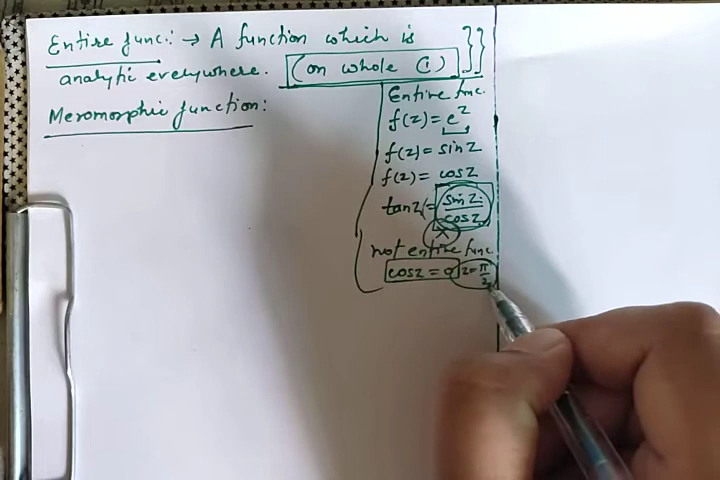 Entire func:- → A function which is
analytic everywhere. (on whole ℂ)
Meromorphic function:
Entire func.
f(z) = e^z
f(z) = sin z
f(z) = cos z
tan z = sin z / cos z
X
not entire func.
cos z = 0 z = π/2